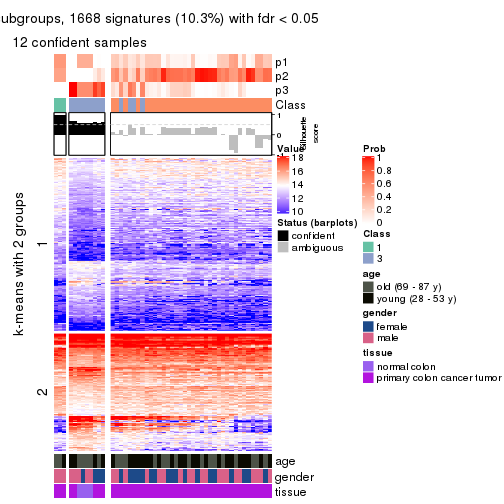 ubgroups, 1668 signatures (10.3%) with fdr < 0.05
12 confident samples
p1
p2
p3
Class
1
0
Silhouette
score
k-means with 2 groups
1
2
Value
18
16
14
12
10
Status (barplots)
confident
ambiguous
Prob
1
0.8
0.6
0.4
0.2
0
Class
1
3
age
old (69 - 87 y)
young (28 - 53 y)
gender
female
male
tissue
normal colon
primary colon cancer tumor
age
gender
tissue